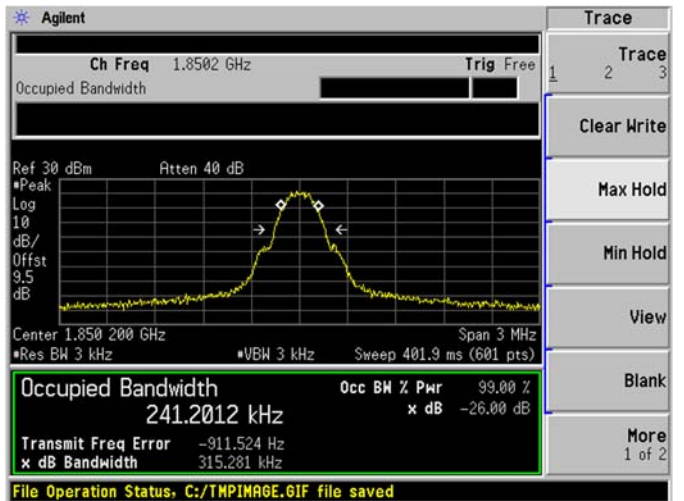 Agilent
Trace
Ch Freq 1.8502 GHz Trig Free
Occupied Bandwidth
Trace
1 2 3
Clear Write
Max Hold
Min Hold
View
Blank
More
1 of 2
Ref 30 dBm Atten 40 dB
▪Peak
Log
10
dB/
Offst
9.5
dB
Center 1.850 200 GHz Span 3 MHz
▪Res BW 3 kHz ▪VBW 3 kHz Sweep 401.9 ms (601 pts)
Occupied Bandwidth Occ BW % Pwr 99.00 %
241.2012 kHz x dB -26.00 dB
Transmit Freq Error -911.524 Hz
x dB Bandwidth 315.281 kHz
File Operation Status, C:/TMPIMAGE.GIF file saved